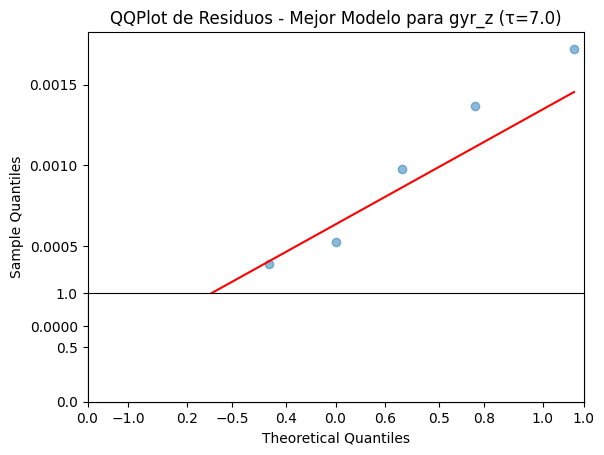 QQPlot de Residuos - Mejor Modelo para gyr_z (τ=7.0)
Sample Quantiles
0.0015
0.0010
0.0005
1.0
0.0000
0.5
0.0
0.0 −1.0 0.2 −0.5 0.4 0.0 0.6 0.5 0.8 1.0 1.0
Theoretical Quantiles